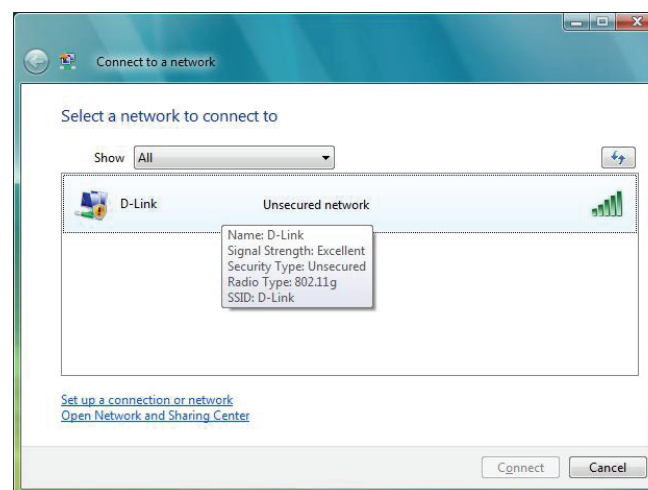 Connect to a network
Select a network to connect to
Show All
D-Link Unsecured network
Name: D-Link
Signal Strength: Excellent
Security Type: Unsecured
Radio Type: 802.11g
SSID: D-Link
Set up a connection or network
Open Network and Sharing Center
Connect Cancel